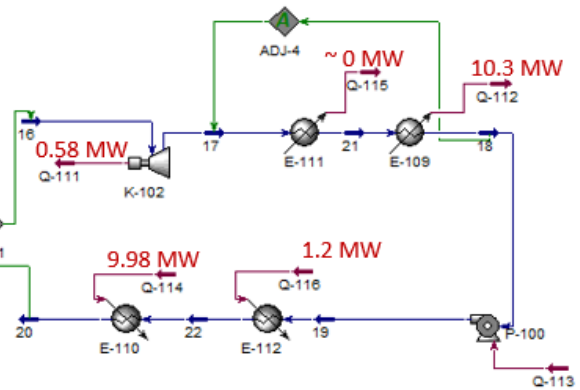 A
ADJ-4
~ 0 MW
Q-115
10.3 MW
Q-112
16
0.58 MW
Q-111
K-102
17
E-111
21
E-109
18
1
9.98 MW
Q-114
1.2 MW
Q-116
20
E-110
22
E-112
19
P-100
Q-113